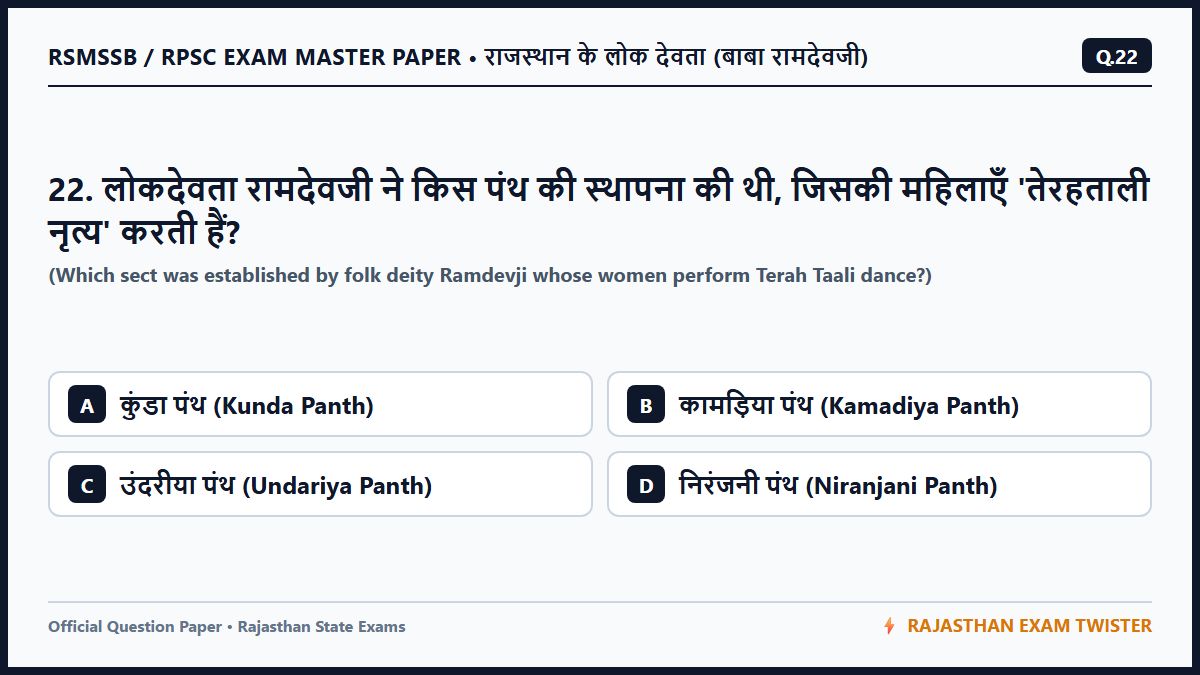 RSMSSB / RPSC EXAM MASTER PAPER • राजस्थान के लोक देवता (बाबा रामदेवजी)
Q.22
22. लोकदेवता रामदेवजी ने किस पंथ की स्थापना की थी, जिसकी महिलाएँ 'तेरहताली
नृत्य' करती हैं?
(Which sect was established by folk deity Ramdevji whose women perform Terah Taali dance?)
A कुंडा पंथ (Kunda Panth)
B कामड़िया पंथ (Kamadiya Panth)
C उंदरीया पंथ (Undariya Panth)
D निरंजनी पंथ (Niranjani Panth)
Official Question Paper • Rajasthan State Exams
RAJASTHAN EXAM TWISTER